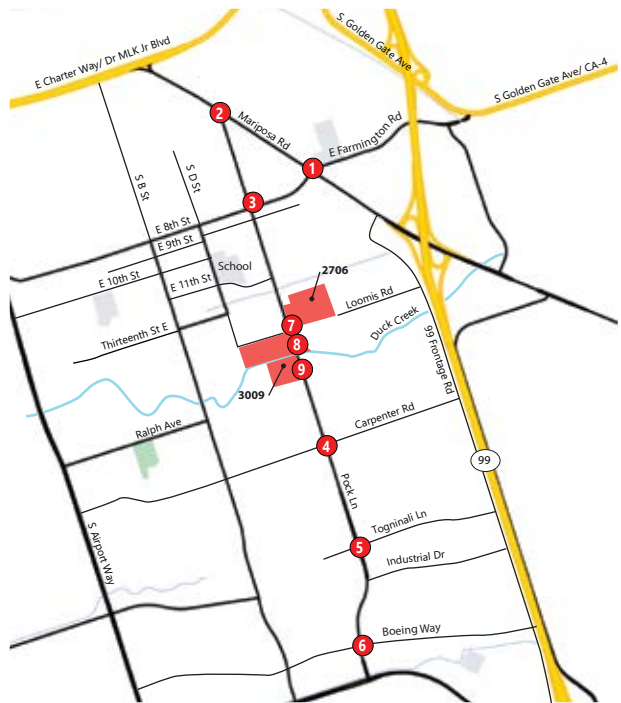 S Golden Gate Ave
E Charter Way/ Dr MLK Jr Blvd
S Golden Gate Ave/ CA-4
2
Mariposa Rd
E Farmington Rd
1
S B St
S D St
3
E 8th St
E 9th St
School
2706
E 10th St
E 11th St
Loomis Rd
7
Duck Creek
Thirteenth St E
8
99 Frontage Rd
9
3009
Carpenter Rd
Ralph Ave
4
99
Pock Ln
Togninali Ln
S Airport Way
5
Industrial Dr
Boeing Way
6